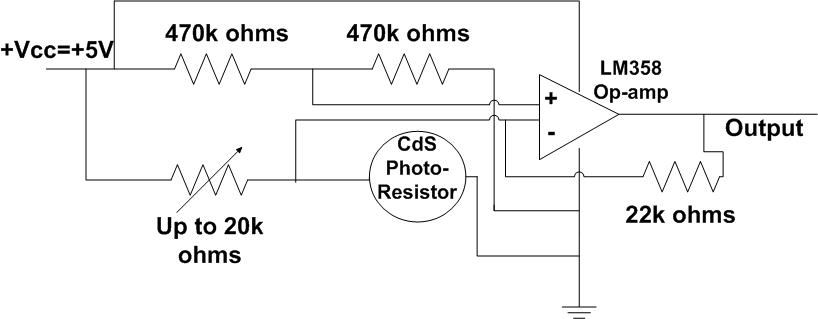 470k ohms
470k ohms
+Vcc=+5V
LM358
Op-amp
+
-
Output
CdS
Photo-
Resistor
Up to 20k
ohms
22k ohms